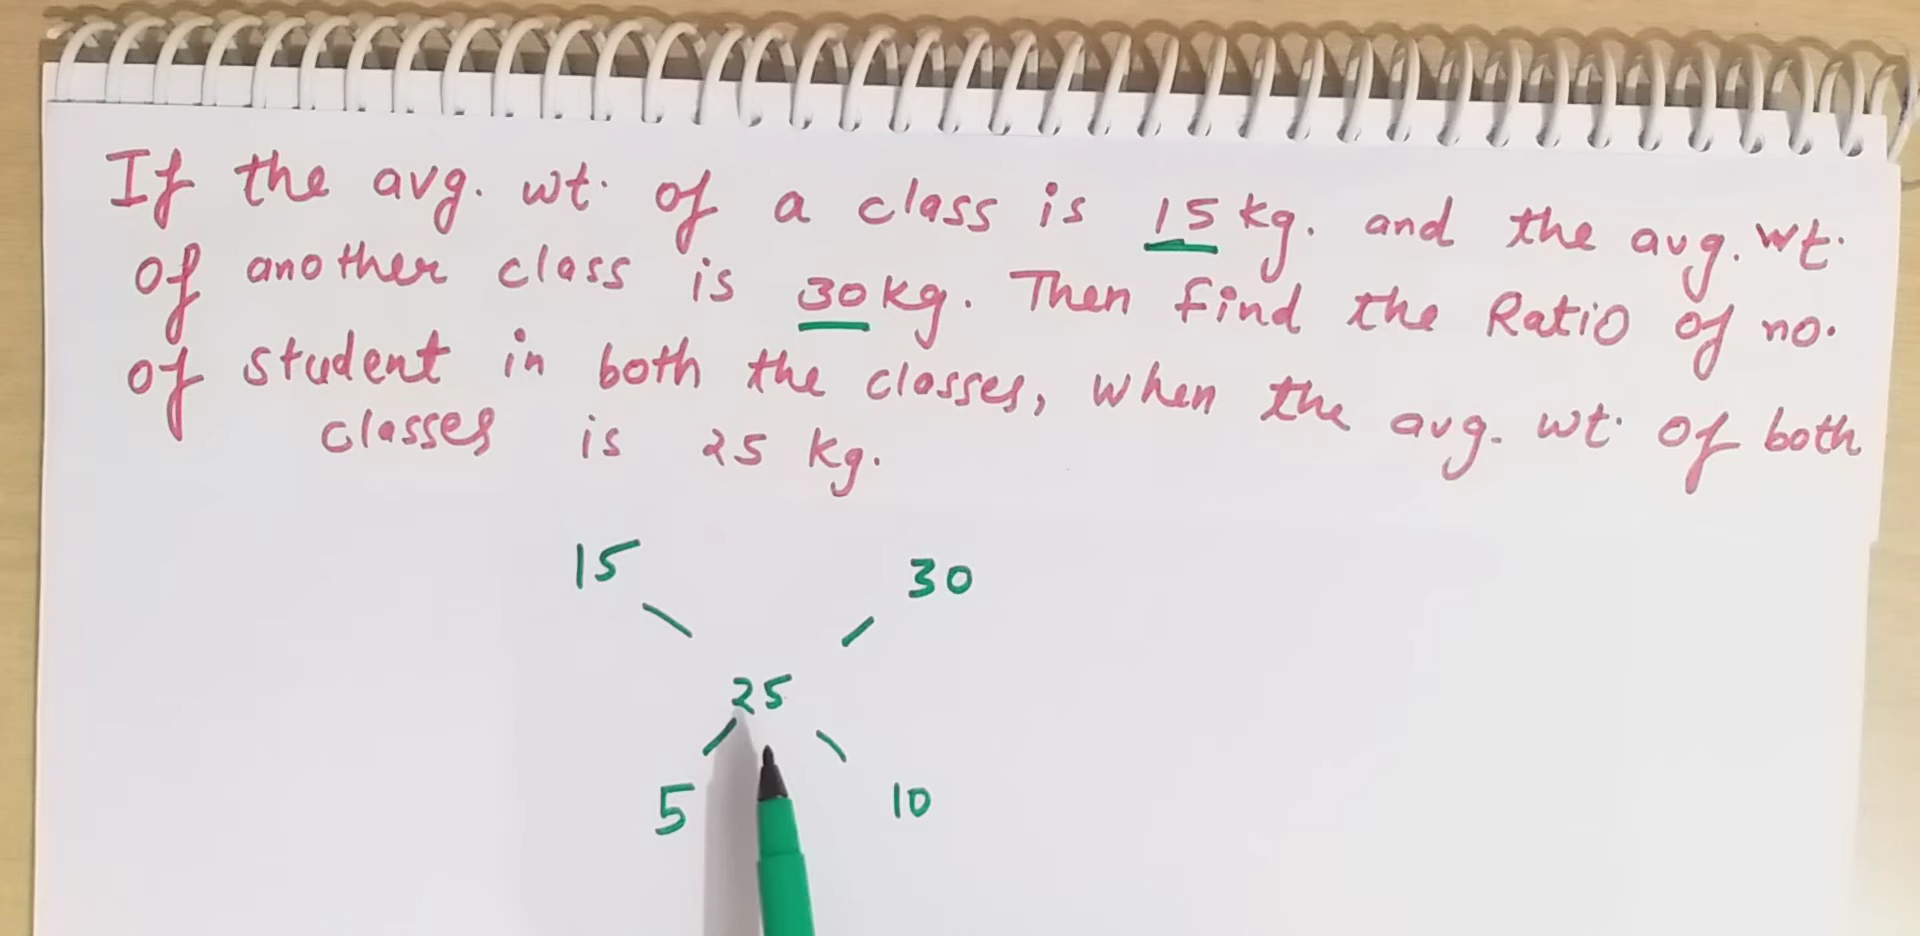 If the avg. wt. of a class is 15 kg. and the avg. wt.
of another class is 30 kg. Then find the Ratio of no.
of student in both the classes, when the avg. wt. of both
classes is 25 kg.
15 30
25
5 10